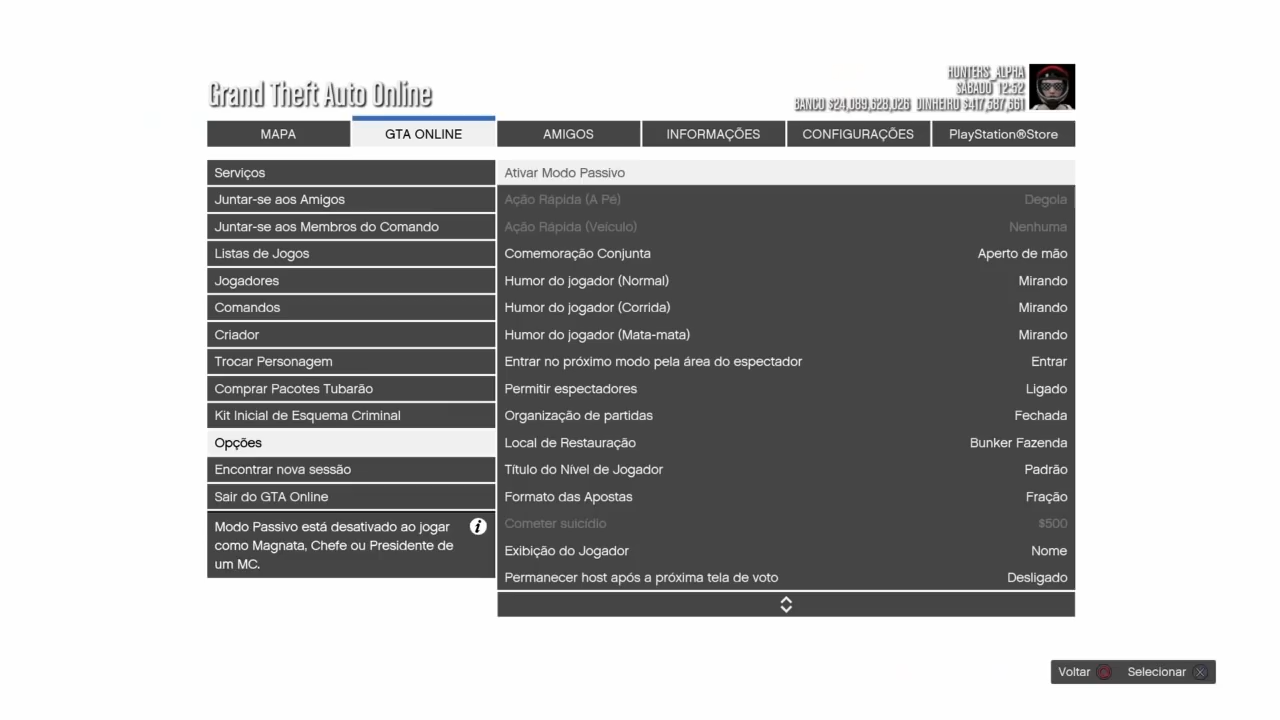 Grand Theft Auto Online
HUNTERS_ALPHA
SÁBADO 12:52
BANCO $24,089,628,026 DINHEIRO $417,587,661
MAPA
GTA ONLINE
AMIGOS
INFORMAÇÕES
CONFIGURAÇÕES
PlayStation®Store
Serviços
Juntar-se aos Amigos
Juntar-se aos Membros do Comando
Listas de Jogos
Jogadores
Comandos
Criador
Trocar Personagem
Comprar Pacotes Tubarão
Kit Inicial de Esquema Criminal
Opções
Encontrar nova sessão
Sair do GTA Online
Modo Passivo está desativado ao jogar
como Magnata, Chefe ou Presidente de
um MC.
Ativar Modo Passivo
Ação Rápida (A Pé) Degola
Ação Rápida (Veículo) Nenhuma
Comemoração Conjunta Aperto de mão
Humor do jogador (Normal) Mirando
Humor do jogador (Corrida) Mirando
Humor do jogador (Mata-mata) Mirando
Entrar no próximo modo pela área do espectador Entrar
Permitir espectadores Ligado
Organização de partidas Fechada
Local de Restauração Bunker Fazenda
Título do Nível de Jogador Padrão
Formato das Apostas Fração
Cometer suicídio $500
Exibição do Jogador Nome
Permanecer host após a próxima tela de voto Desligado
Voltar Selecionar